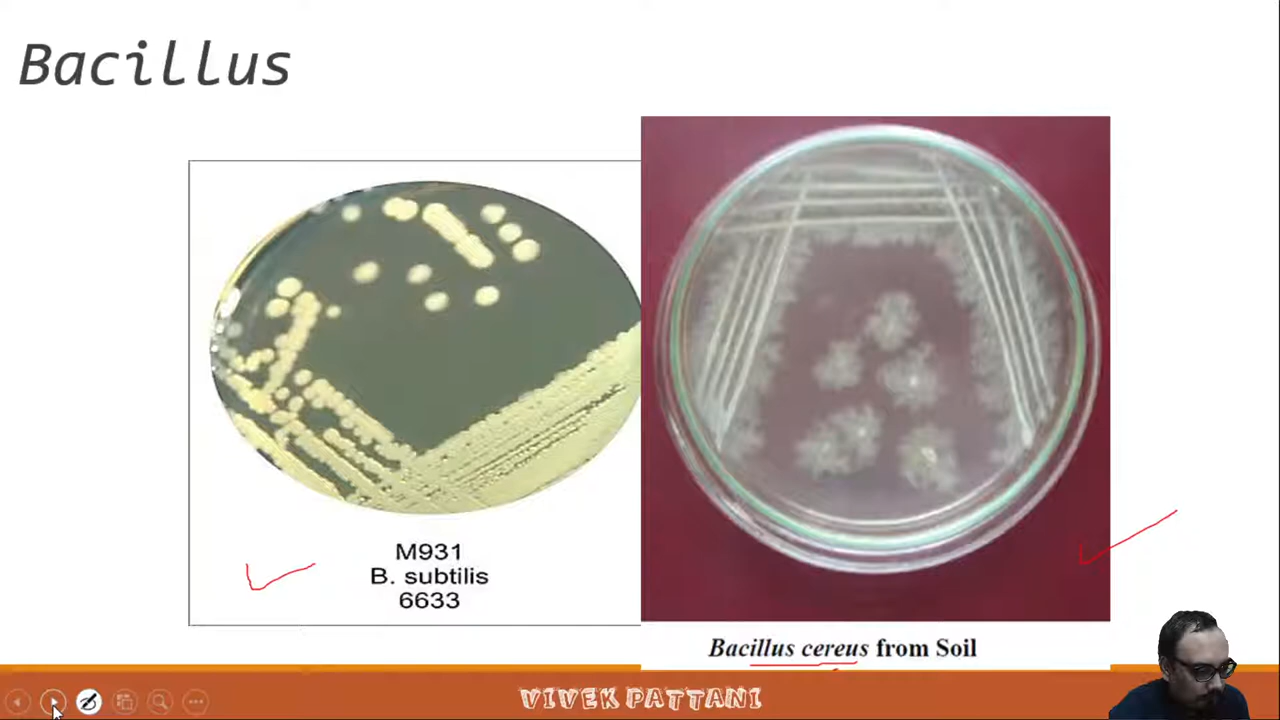 Bacillus
M931
B. subtilis
6633
Bacillus cereus from Soil
VIVEK PATTANI